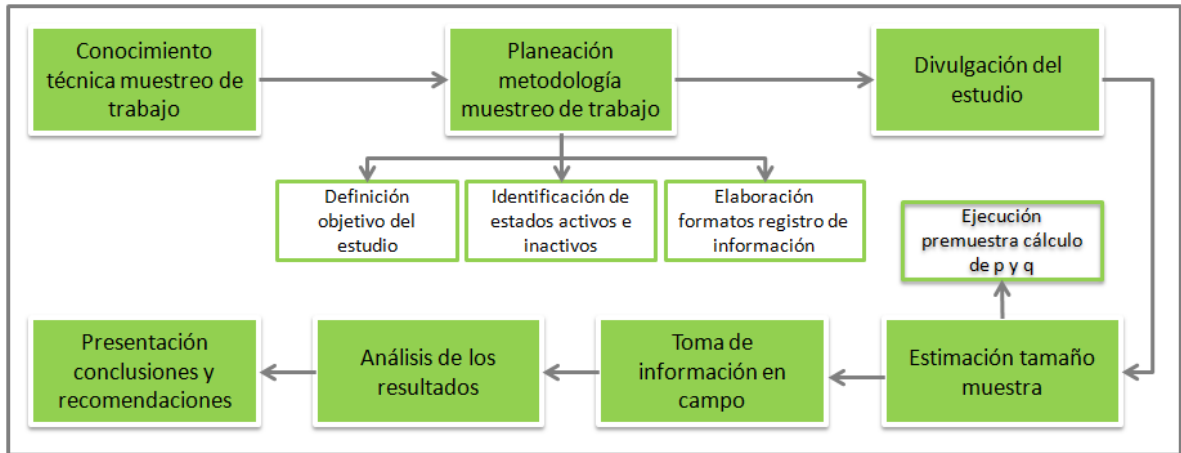 Conocimiento
técnica muestreo de
trabajo
Planeación
metodología
muestreo de trabajo
Divulgación del
estudio
Definición
objetivo del
estudio
Identificación de
estados activos e
inactivos
Elaboración
formatos registro de
información
Ejecución
premuestra cálculo
de p y q
Estimación tamaño
muestra
Toma de
información en
campo
Análisis de los
resultados
Presentación
conclusiones y
recomendaciones